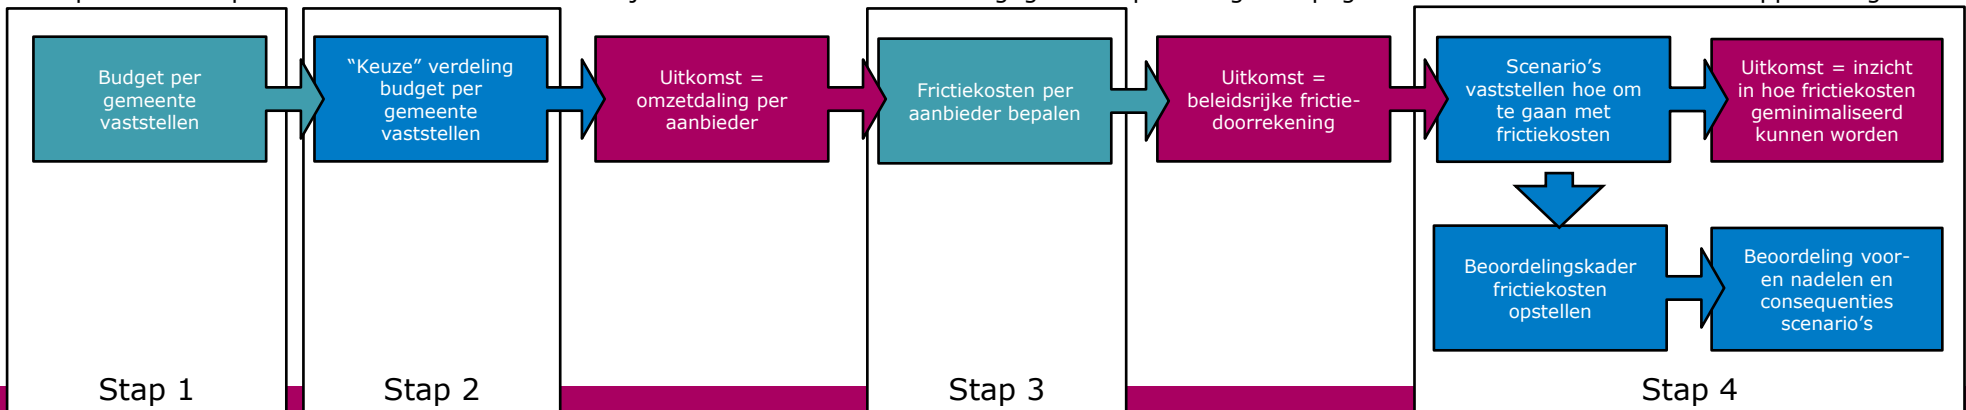 Budget per
gemeente
vaststellen
“Keuze” verdeling
budget per
gemeente
vaststellen
Uitkomst =
omzetdaling per
aanbieder
Frictiekosten per
aanbieder bepalen
Uitkomst =
beleidsrijke frictie-
doorrekening
Scenario’s
vaststellen hoe om
te gaan met
frictiekosten
Uitkomst = inzicht
in hoe frictiekosten
geminimaliseerd
kunnen worden
Beoordelingskader
frictiekosten
opstellen
Beoordeling voor-
en nadelen en
consequenties
scenario’s
Stap 1
Stap 2
Stap 3
Stap 4